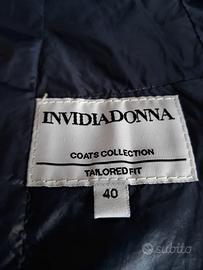 INVIDIADONNA
COATS COLLECTION
TAILORED FIT
40
subito